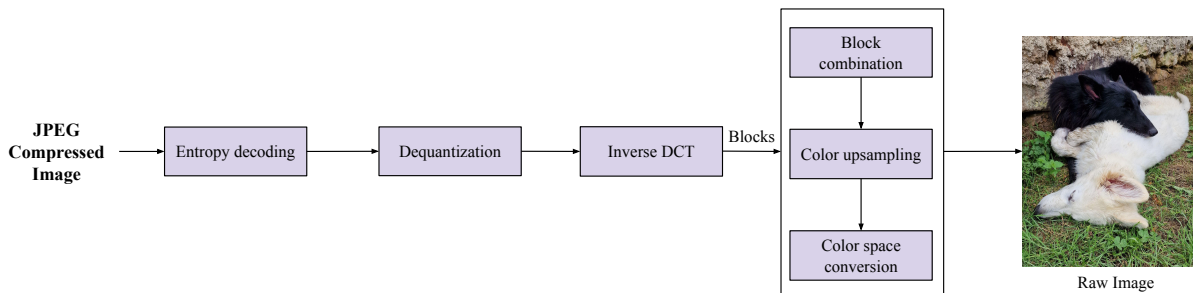 JPEG
Compressed
Image
Entropy decoding
Dequantization
Inverse DCT
Blocks
Block
combination
Color upsampling
Color space
conversion
Raw Image